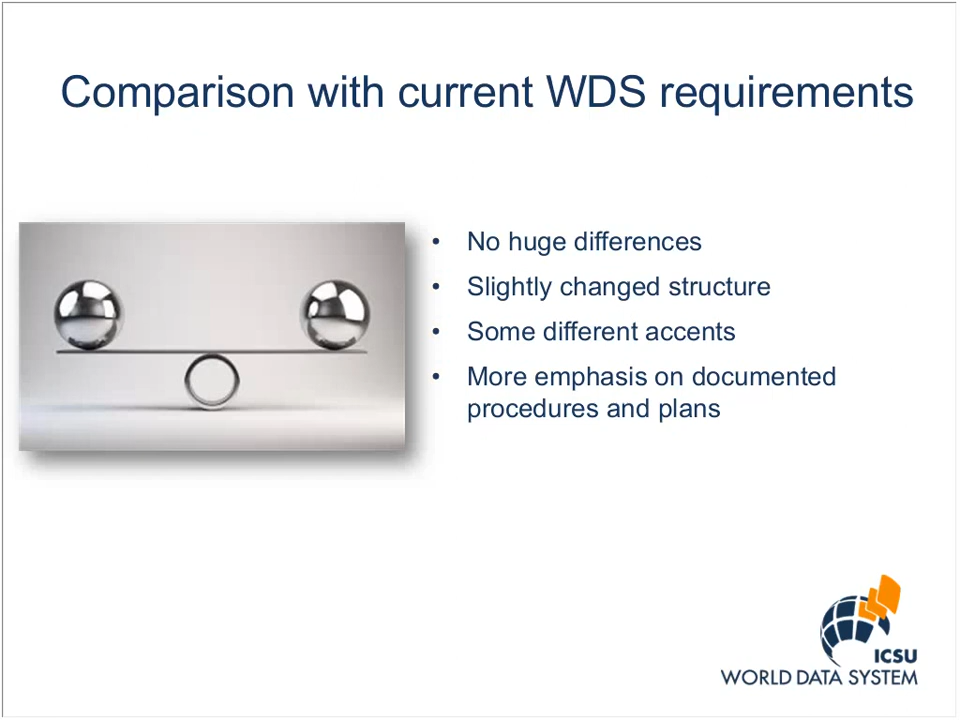 Comparison with current WDS requirements
• No huge differences
• Slightly changed structure
• Some different accents
• More emphasis on documented
procedures and plans
ICSU
WORLD DATA SYSTEM